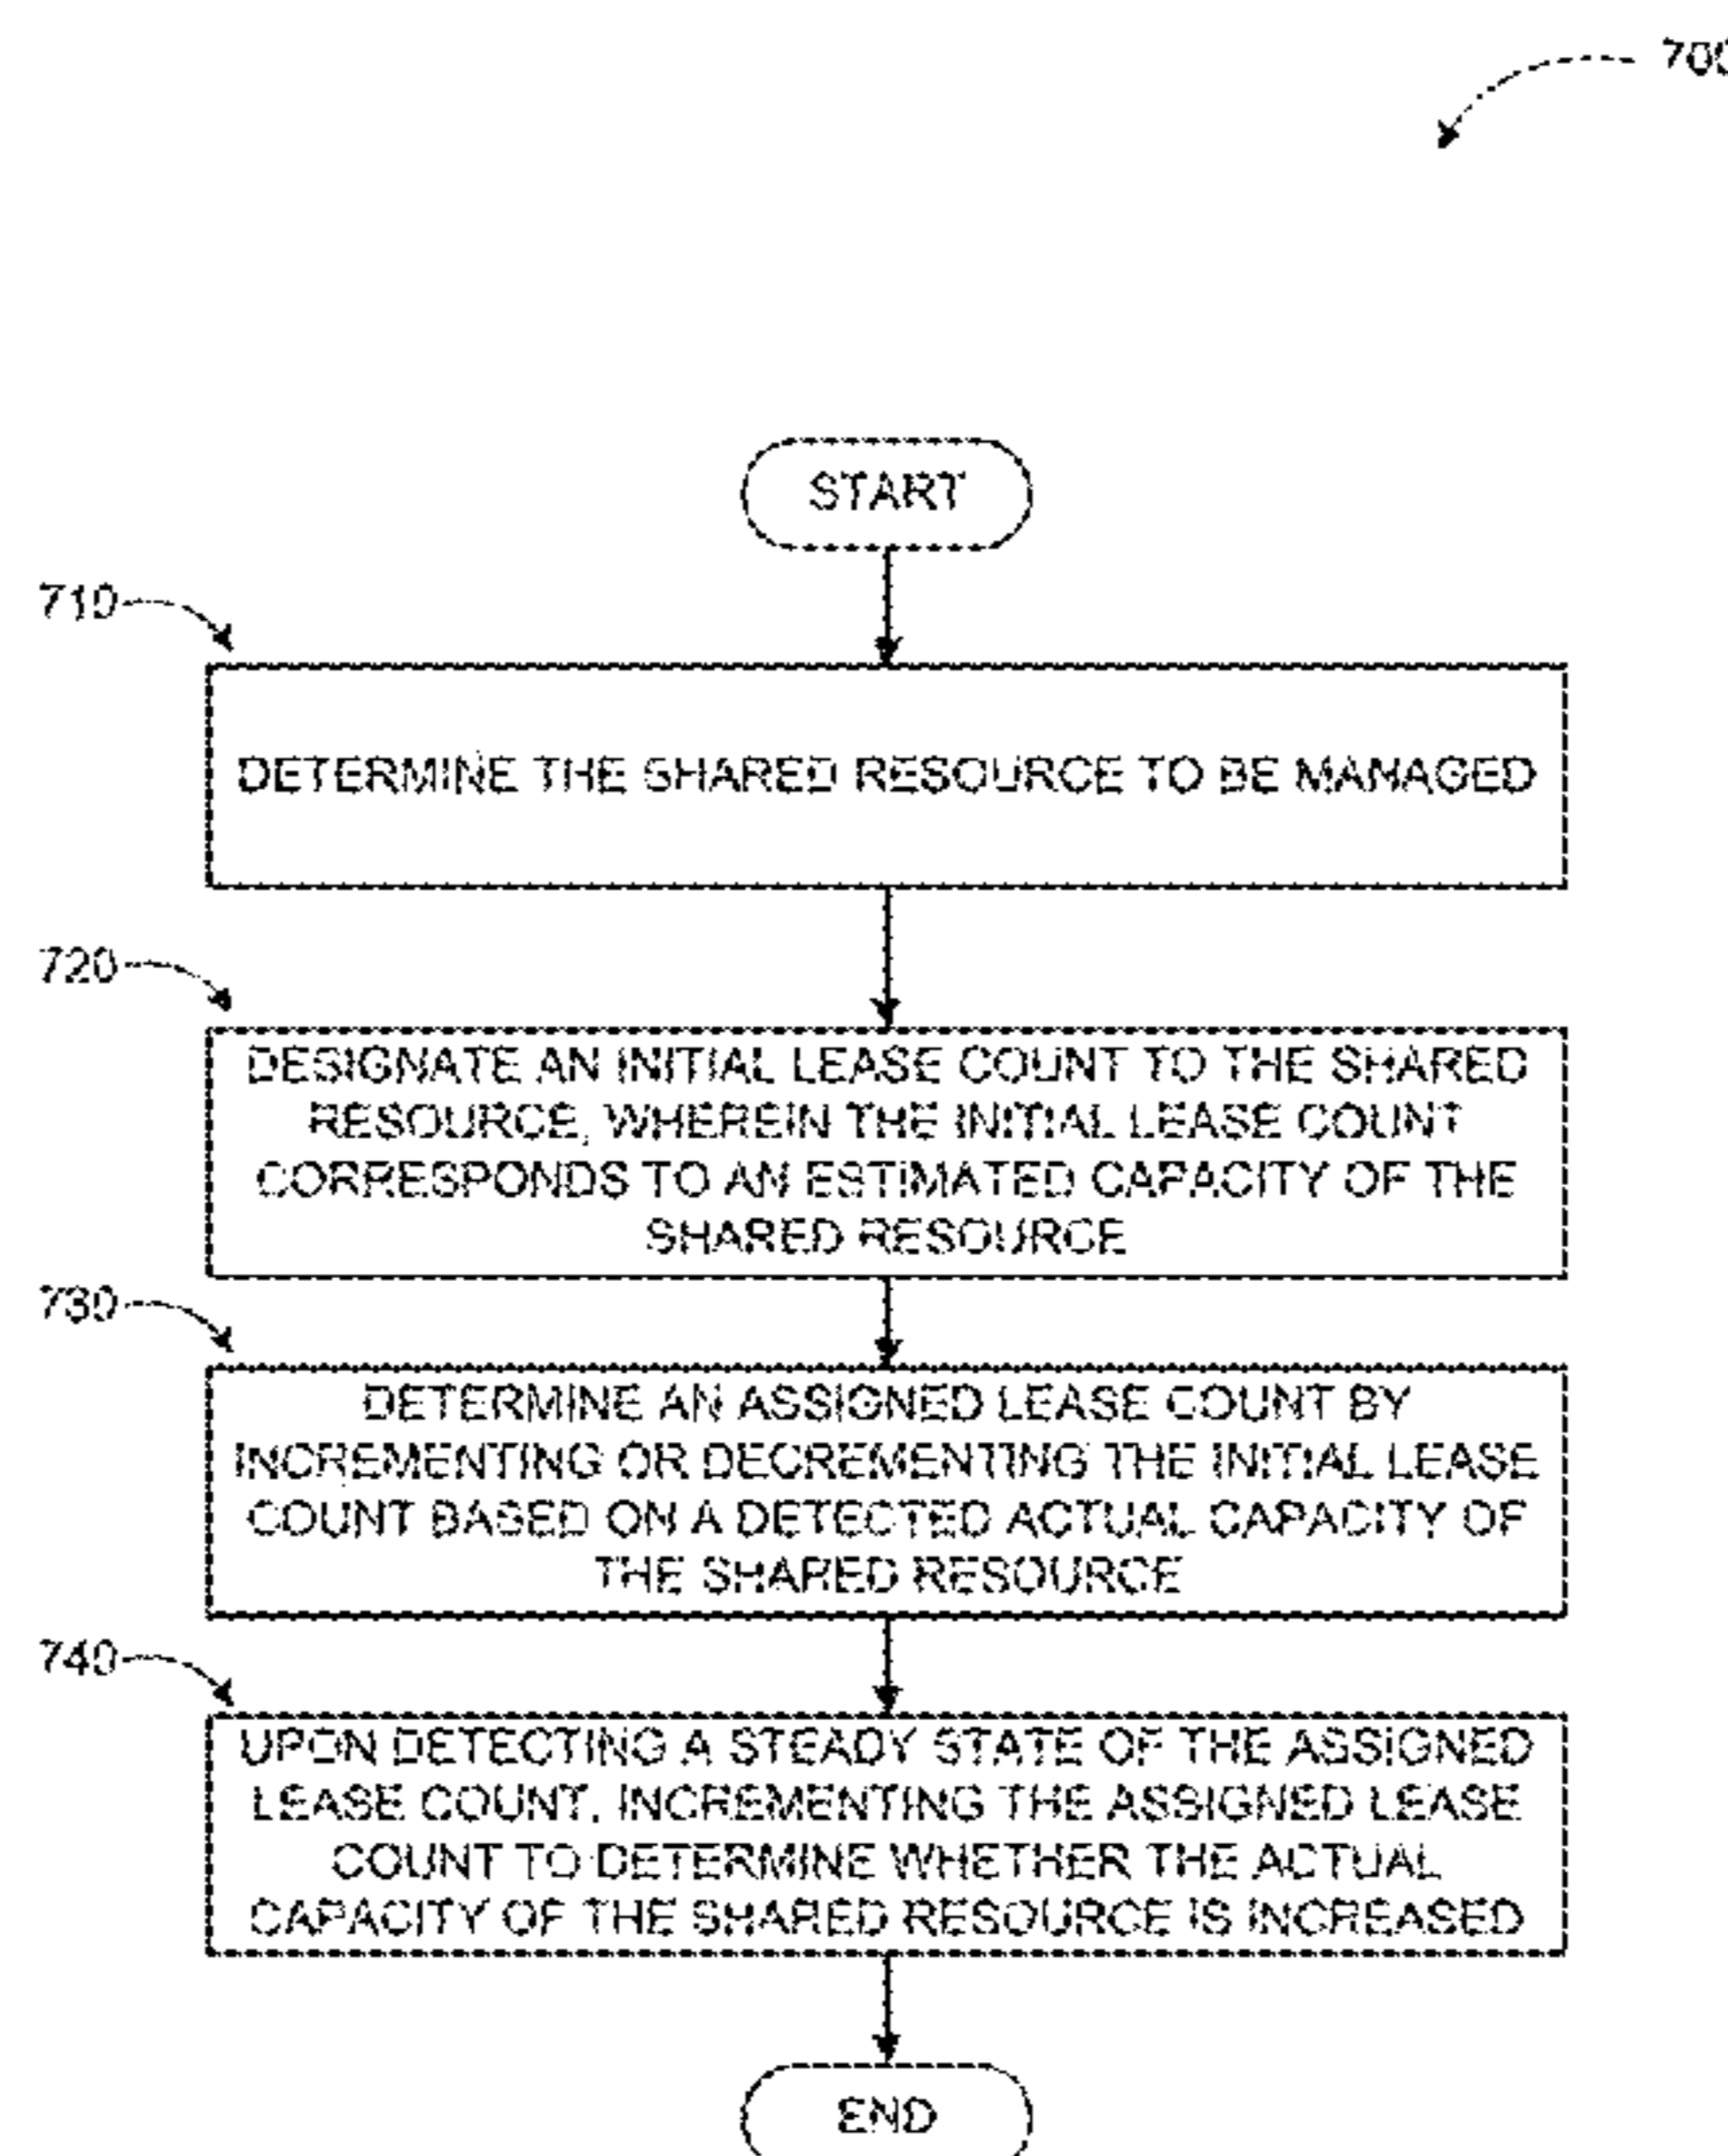 700
START
710
DETERMINE THE SHARED RESOURCE TO BE MANAGED
720
DESIGNATE AN INITIAL LEASE COUNT TO THE SHARED
RESOURCE, WHEREIN THE INITIAL LEASE COUNT
CORRESPONDS TO AN ESTIMATED CAPACITY OF THE
SHARED RESOURCE
730
DETERMINE AN ASSIGNED LEASE COUNT BY
INCREMENTING OR DECREMENTING THE INITIAL LEASE
COUNT BASED ON A DETECTED ACTUAL CAPACITY OF
THE SHARED RESOURCE
740
UPON DETECTING A STEADY STATE OF THE ASSIGNED
LEASE COUNT, INCREMENTING THE ASSIGNED LEASE
COUNT TO DETERMINE WHETHER THE ACTUAL
CAPACITY OF THE SHARED RESOURCE IS INCREASED
END